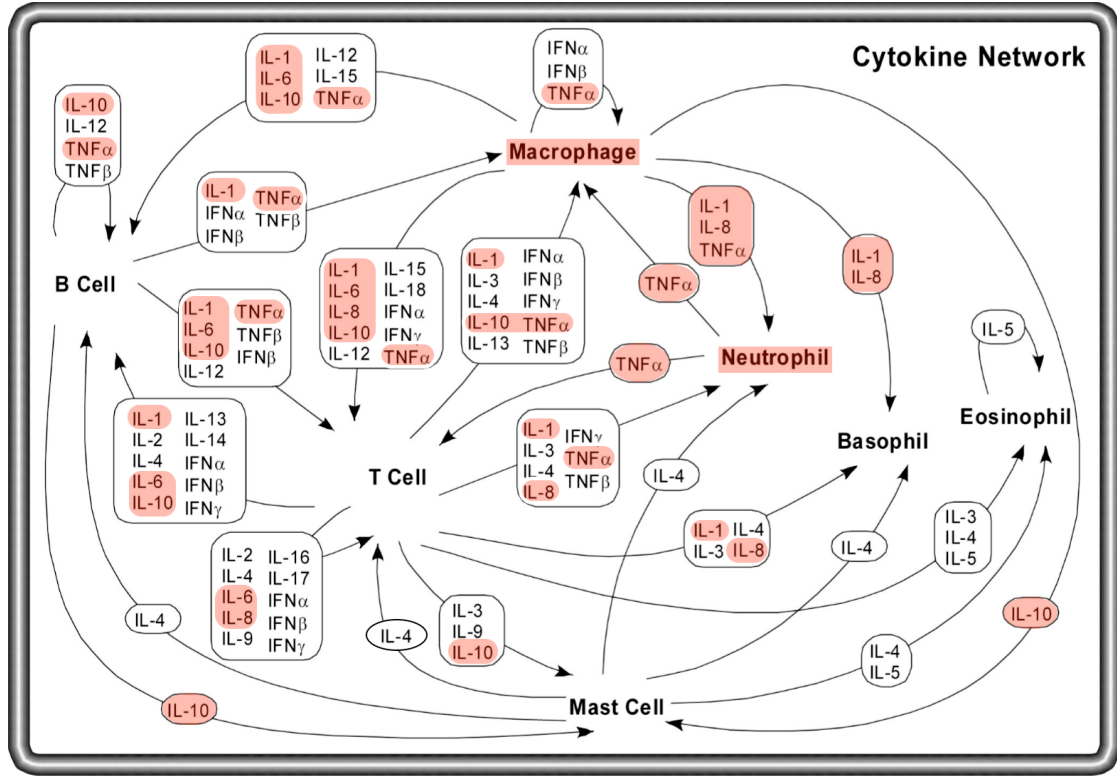 Cytokine Network
IL-1
IL-6
IL-10
IL-12
IL-15
TNFα
IFNα
IFNβ
TNFα
IL-10
IL-12
TNFα
TNFβ
Macrophage
IL-1
IFNα
IFNβ
TNFα
TNFβ
IL-1
IL-8
TNFα
IL-1
IL-8
B Cell
IL-1
IL-6
IL-8
IL-10
IL-12
IL-15
IL-18
IFNα
IFNγ
TNFα
IL-1
IL-3
IL-4
IL-10
IL-13
IFNα
IFNβ
IFNγ
TNFα
TNFβ
TNFα
IL-1
IL-6
IL-10
IL-12
TNFα
TNFβ
IFNβ
IL-5
TNFα
Neutrophil
Eosinophil
IL-1
IL-2
IL-4
IL-6
IL-10
IL-13
IL-14
IFNα
IFNβ
IFNγ
T Cell
IL-1
IL-3
IL-4
IL-8
IFNγ
TNFα
TNFβ
Basophil
IL-4
IL-1
IL-3
IL-4
IL-8
IL-4
IL-3
IL-4
IL-5
IL-2
IL-4
IL-6
IL-8
IL-9
IL-16
IL-17
IFNα
IFNβ
IFNγ
IL-4
IL-4
IL-3
IL-9
IL-10
IL-10
IL-4
IL-5
IL-10
Mast Cell